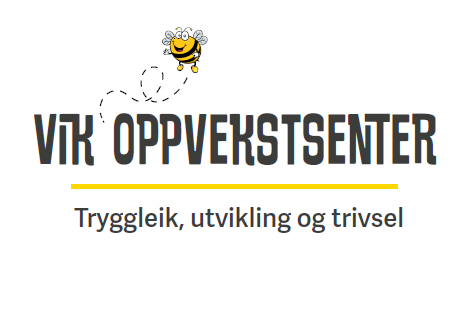 VIK OPPVEKSTSENTER
Tryggleik, utvikling og trivsel